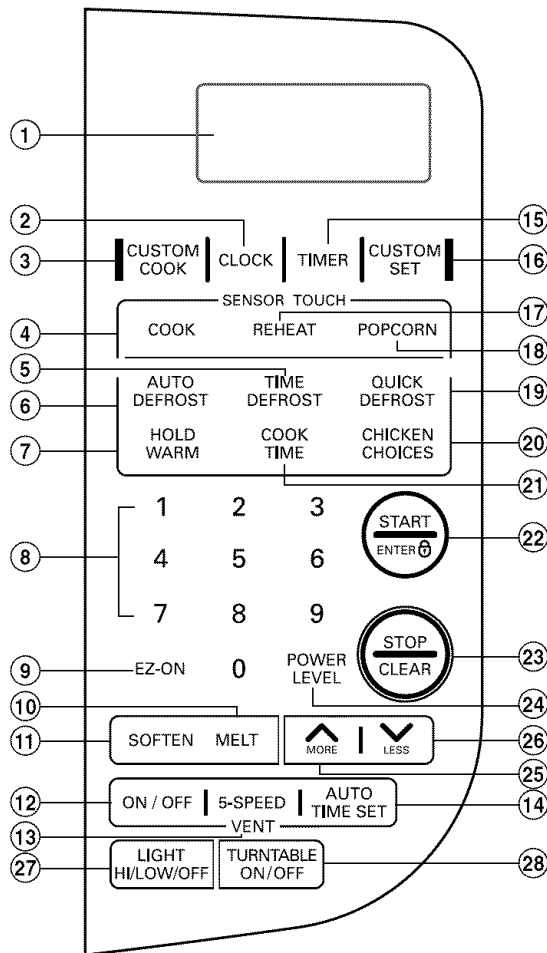 1
2
15
3
CUSTOM COOK
CLOCK
TIMER
CUSTOM SET
16
SENSOR TOUCH
17
4
COOK
REHEAT
POPCORN
18
5
6
AUTO DEFROST
TIME DEFROST
QUICK DEFROST
19
7
HOLD WARM
COOK TIME
CHICKEN CHOICES
20
21
1 2 3
START
ENTER
22
8
4 5 6
7 8 9
STOP
CLEAR
23
9
EZ-ON
0
POWER LEVEL
24
10
11
SOFTEN
MELT
MORE
LESS
26
25
12
ON / OFF
5-SPEED
AUTO TIME SET
14
13
VENT
27
LIGHT HI/LOW/OFF
TURNTABLE ON/OFF
28